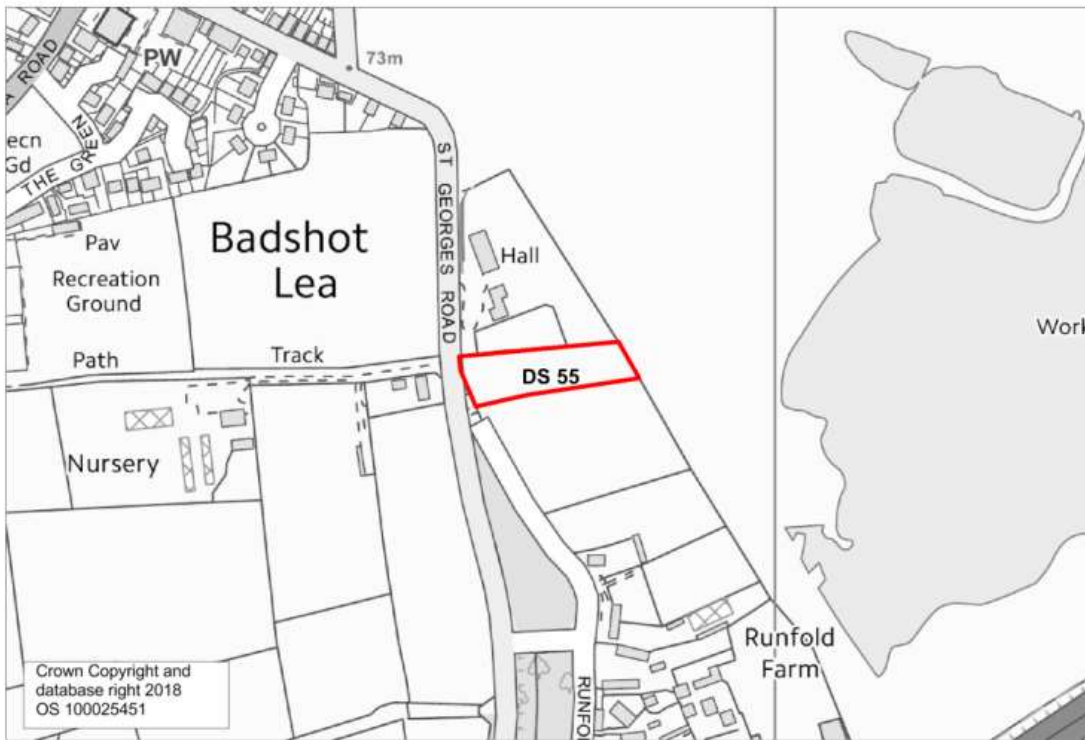 PW
73m
A ROAD
ecn
Gd
THE GREEN
ST GEORGES ROAD
Pav
Badshot
Lea
Hall
Recreation
Ground
Work
Path
Track
DS 55
Nursery
Runfold
Farm
RUNFO
Crown Copyright and
database right 2018
OS 100025451